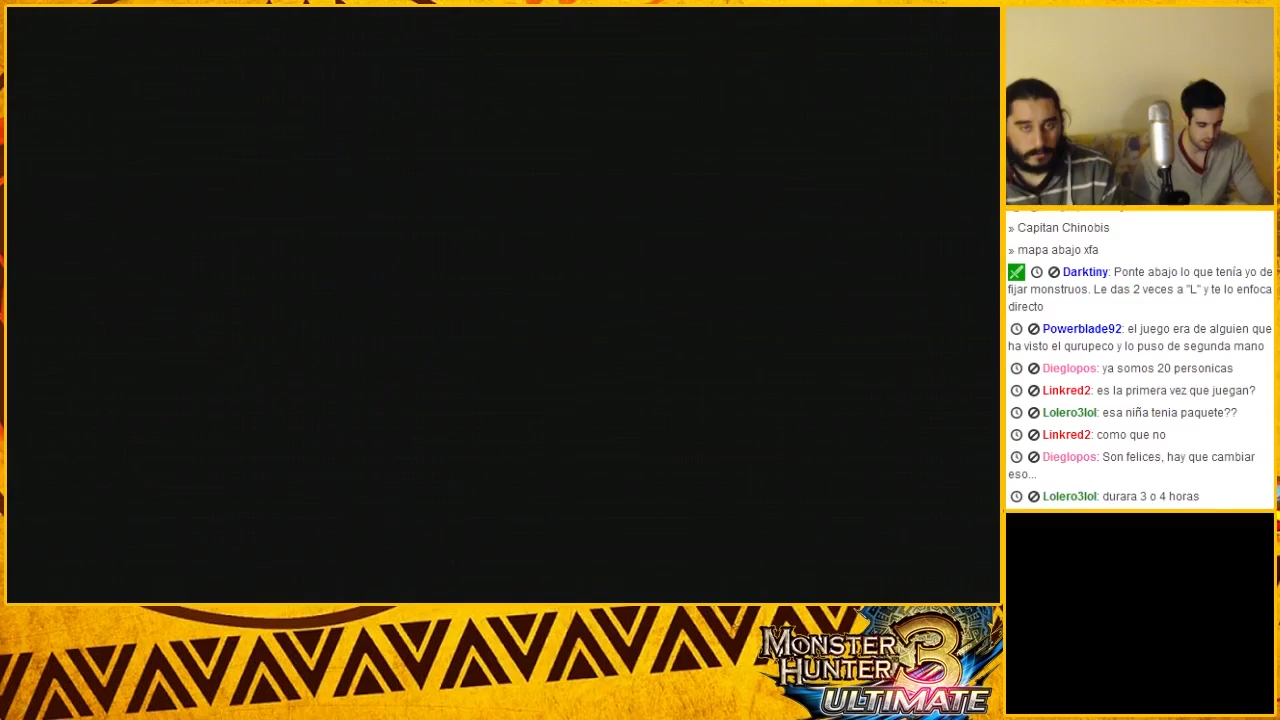 » Capitan Chinobis
» mapa abajo xfa
Darktiny: Ponte abajo lo que tenía yo de
fijar monstruos. Le das 2 veces a "L" y te lo enfoca
directo
Powerblade92: el juego era de alguien que
ha visto el qurupeco y lo puso de segunda mano
Dieglopos: ya somos 20 personicas
Linkred2: es la primera vez que juegan?
Lolero3lol: esa niña tenia paquete??
Linkred2: como que no
Dieglopos: Son felices, hay que cambiar
eso...
Lolero3lol: durara 3 o 4 horas
MONSTER
HUNTER 3
ULTIMATE